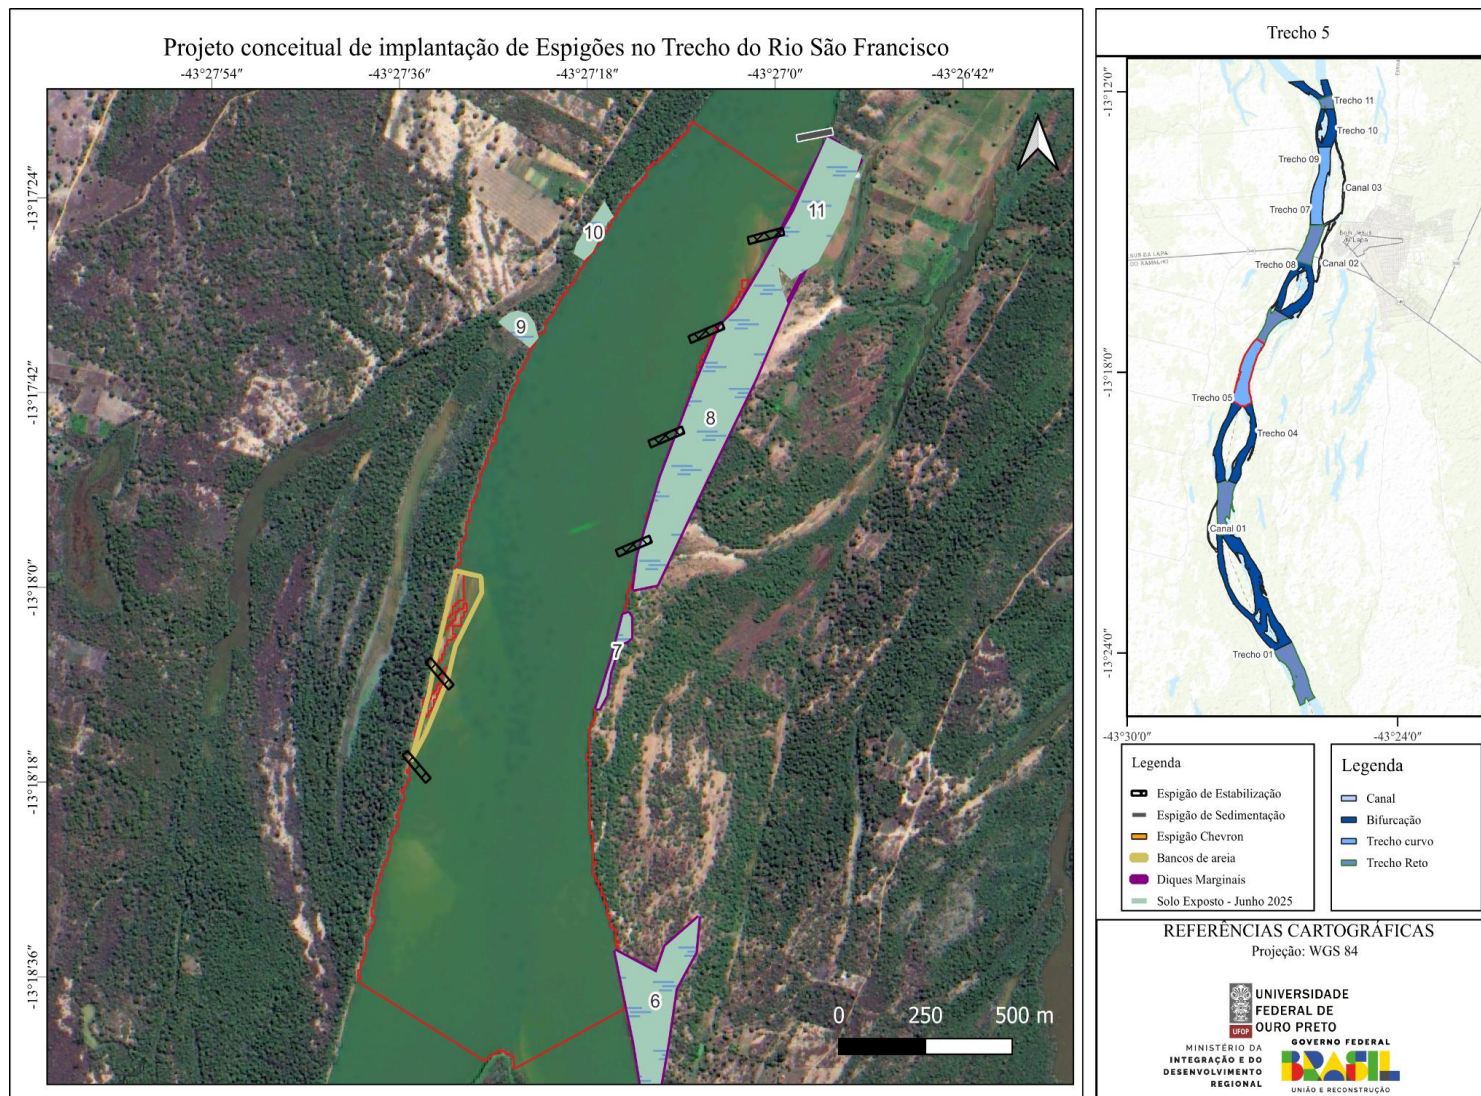 Projeto conceitual de implantação de Espigões no Trecho do Rio São Francisco
-43°27'54"
-43°27'36"
-43°27'18"
-43°27'0"
-43°26'42"
-13°17'24"
-13°17'42"
-13°18'0"
-13°18'18"
-13°18'36"
10
11
9
8
7
6
0 250 500 m
Trecho 5
-13°12'0"
-13°18'0"
-13°24'0"
-43°30'0"
-43°24'0"
Trecho 11
Trecho 10
Trecho 09
Canal 03
Trecho 07
Trecho 08
Canal 02
Trecho 05
Trecho 04
Canal 01
Trecho 01
Legenda
Espigão de Estabilização
Espigão de Sedimentação
Espigão Chevron
Bancos de areia
Diques Marginais
Solo Exposto - Junho 2025
Legenda
Canal
Bifurcação
Trecho curvo
Trecho Reto
REFERÊNCIAS CARTOGRÁFICAS
Projeção: WGS 84
UFOP
UNIVERSIDADE
FEDERAL DE
OURO PRETO
MINISTÉRIO DA
INTEGRAÇÃO E DO
DESENVOLVIMENTO
REGIONAL
GOVERNO FEDERAL
BRASIL
UNIÃO E RECONSTRUÇÃO